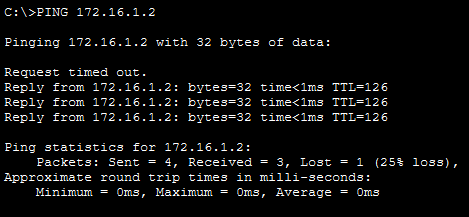 C:\>PING 172.16.1.2
Pinging 172.16.1.2 with 32 bytes of data:
Request timed out.
Reply from 172.16.1.2: bytes=32 time<1ms TTL=126
Reply from 172.16.1.2: bytes=32 time<1ms TTL=126
Reply from 172.16.1.2: bytes=32 time<1ms TTL=126
Ping statistics for 172.16.1.2:
    Packets: Sent = 4, Received = 3, Lost = 1 (25% loss),
Approximate round trip times in milli-seconds:
    Minimum = 0ms, Maximum = 0ms, Average = 0ms